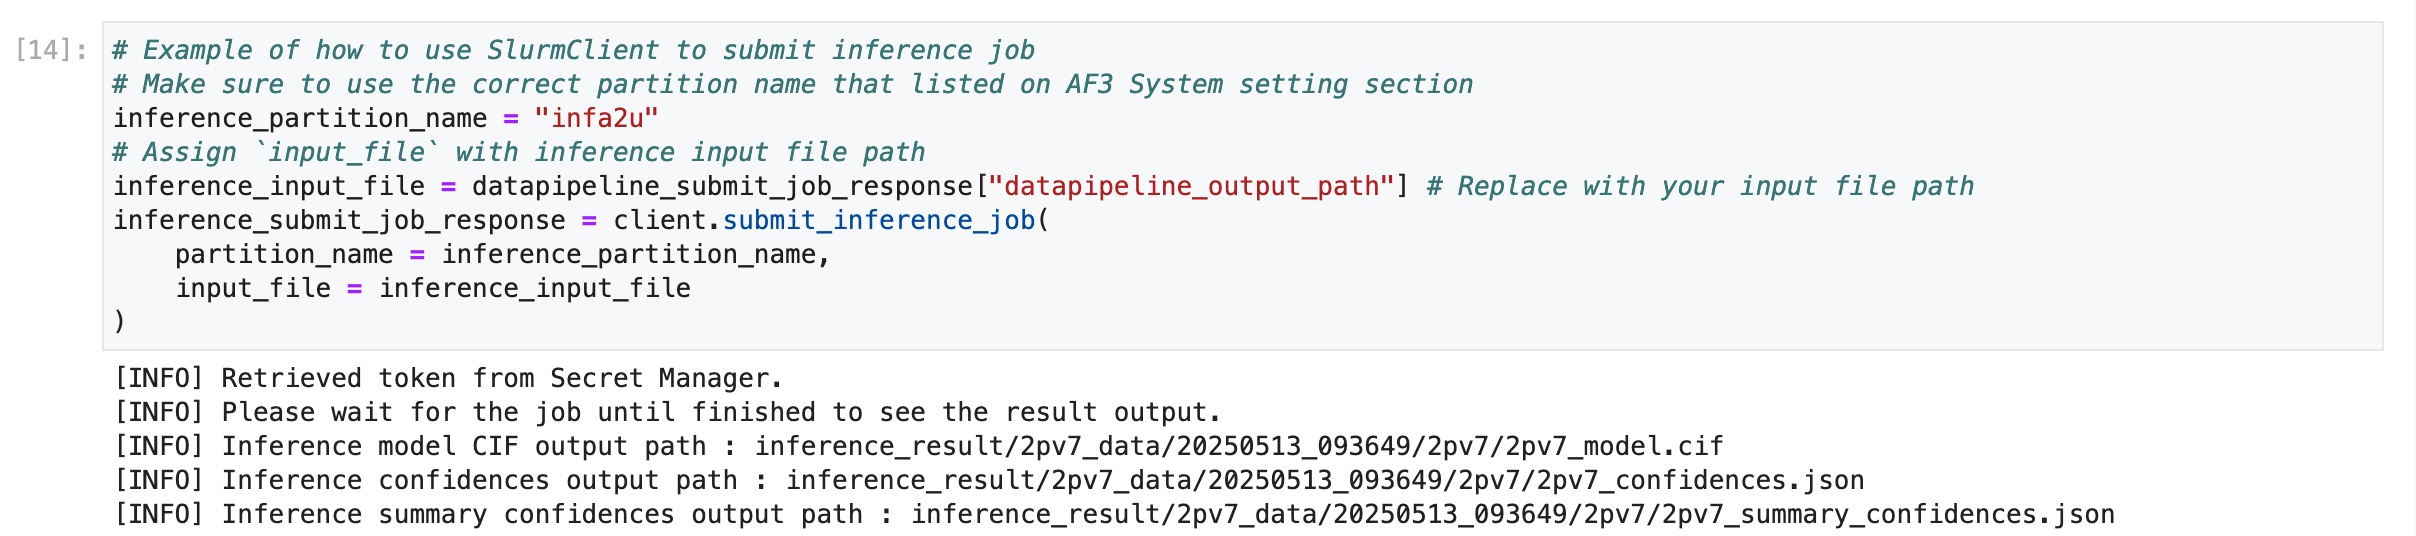 [14]: # Example of how to use SlurmClient to submit inference job
# Make sure to use the correct partition name that listed on AF3 System setting section
inference_partition_name = "infa2u"
# Assign `input_file` with inference input file path
inference_input_file = datapipeline_submit_job_response["datapipeline_output_path"] # Replace with your input file path
inference_submit_job_response = client.submit_inference_job(
    partition_name = inference_partition_name,
    input_file = inference_input_file
)
[INFO] Retrieved token from Secret Manager.
[INFO] Please wait for the job until finished to see the result output.
[INFO] Inference model CIF output path : inference_result/2pv7_data/20250513_093649/2pv7/2pv7_model.cif
[INFO] Inference confidences output path : inference_result/2pv7_data/20250513_093649/2pv7/2pv7_confidences.json
[INFO] Inference summary confidences output path : inference_result/2pv7_data/20250513_093649/2pv7/2pv7_summary_confidences.json